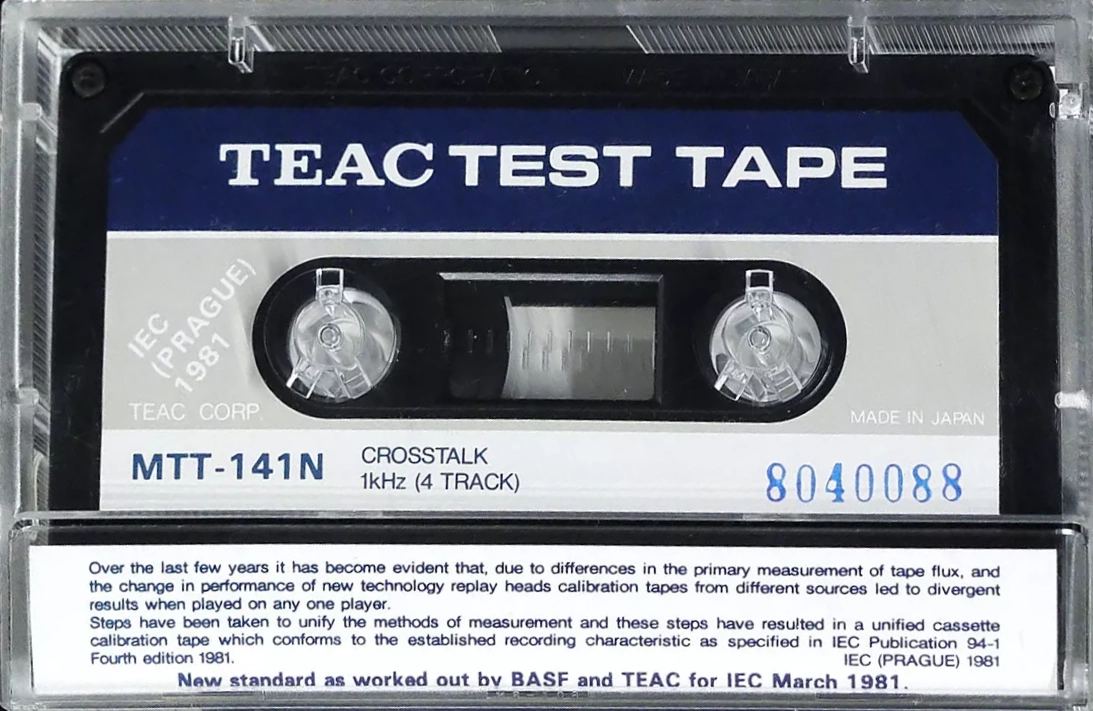 TEAC TEST TAPE
IEC
(PRAGUE)
1981
TEAC CORP.
MADE IN JAPAN
MTT-141N
CROSSTALK
1kHz (4 TRACK)
8040088
Over the last few years it has become evident that, due to differences in the primary measurement of tape flux, and
the change in performance of new technology replay heads calibration tapes from different sources led to divergent
results when played on any one player.
Steps have been taken to unify the methods of measurement and these steps have resulted in a unified cassette
calibration tape which conforms to the established recording characteristic as specified in IEC Publication 94-1
Fourth edition 1981. IEC (PRAGUE) 1981
New standard as worked out by BASF and TEAC for IEC March 1981.